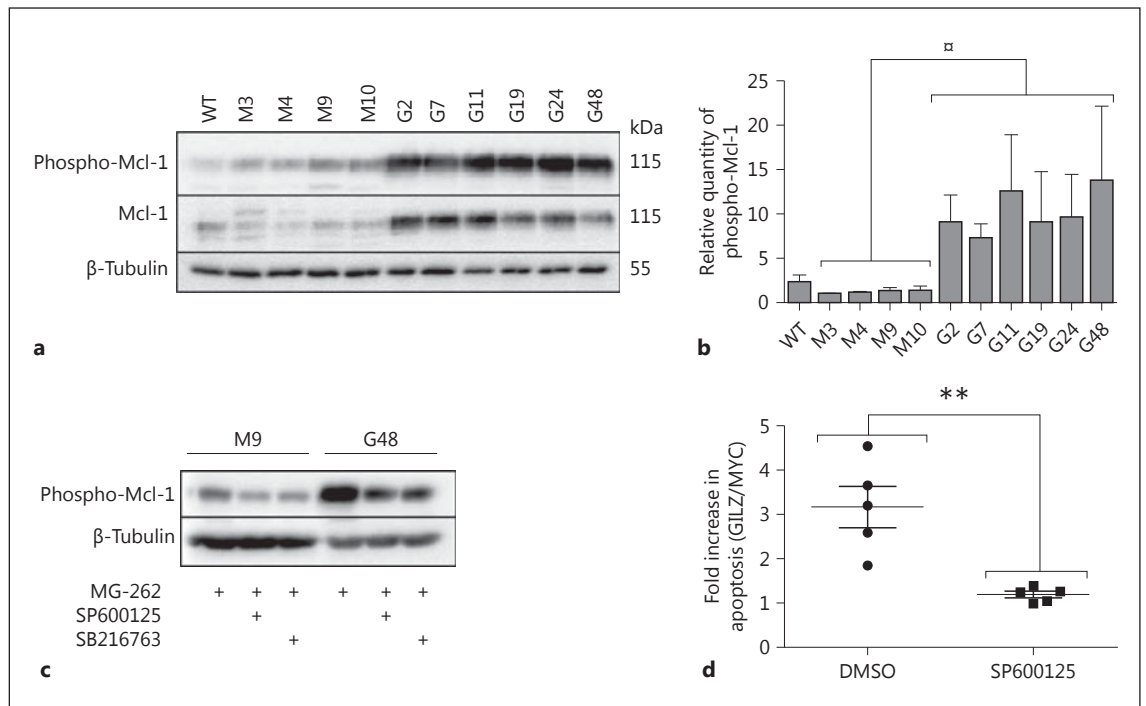 WT M3 M4 M9 M10 G2 G7 G11 G19 G24 G48
kDa
Phospho-Mcl-1 115
Mcl-1 115
β-Tubulin 55
a
¤
Relative quantity of
phospho-Mcl-1
25
20
15
10
5
0
WT M3 M4 M9 M10 G2 G7 G11 G19 G24 G48
b
M9 G48
Phospho-Mcl-1
β-Tubulin
MG-262 + + + + + +
SP600125 + +
SB216763 + +
c
**
Fold increase in
apoptosis (GILZ/MYC)
5
4
3
2
1
0
DMSO SP600125
d